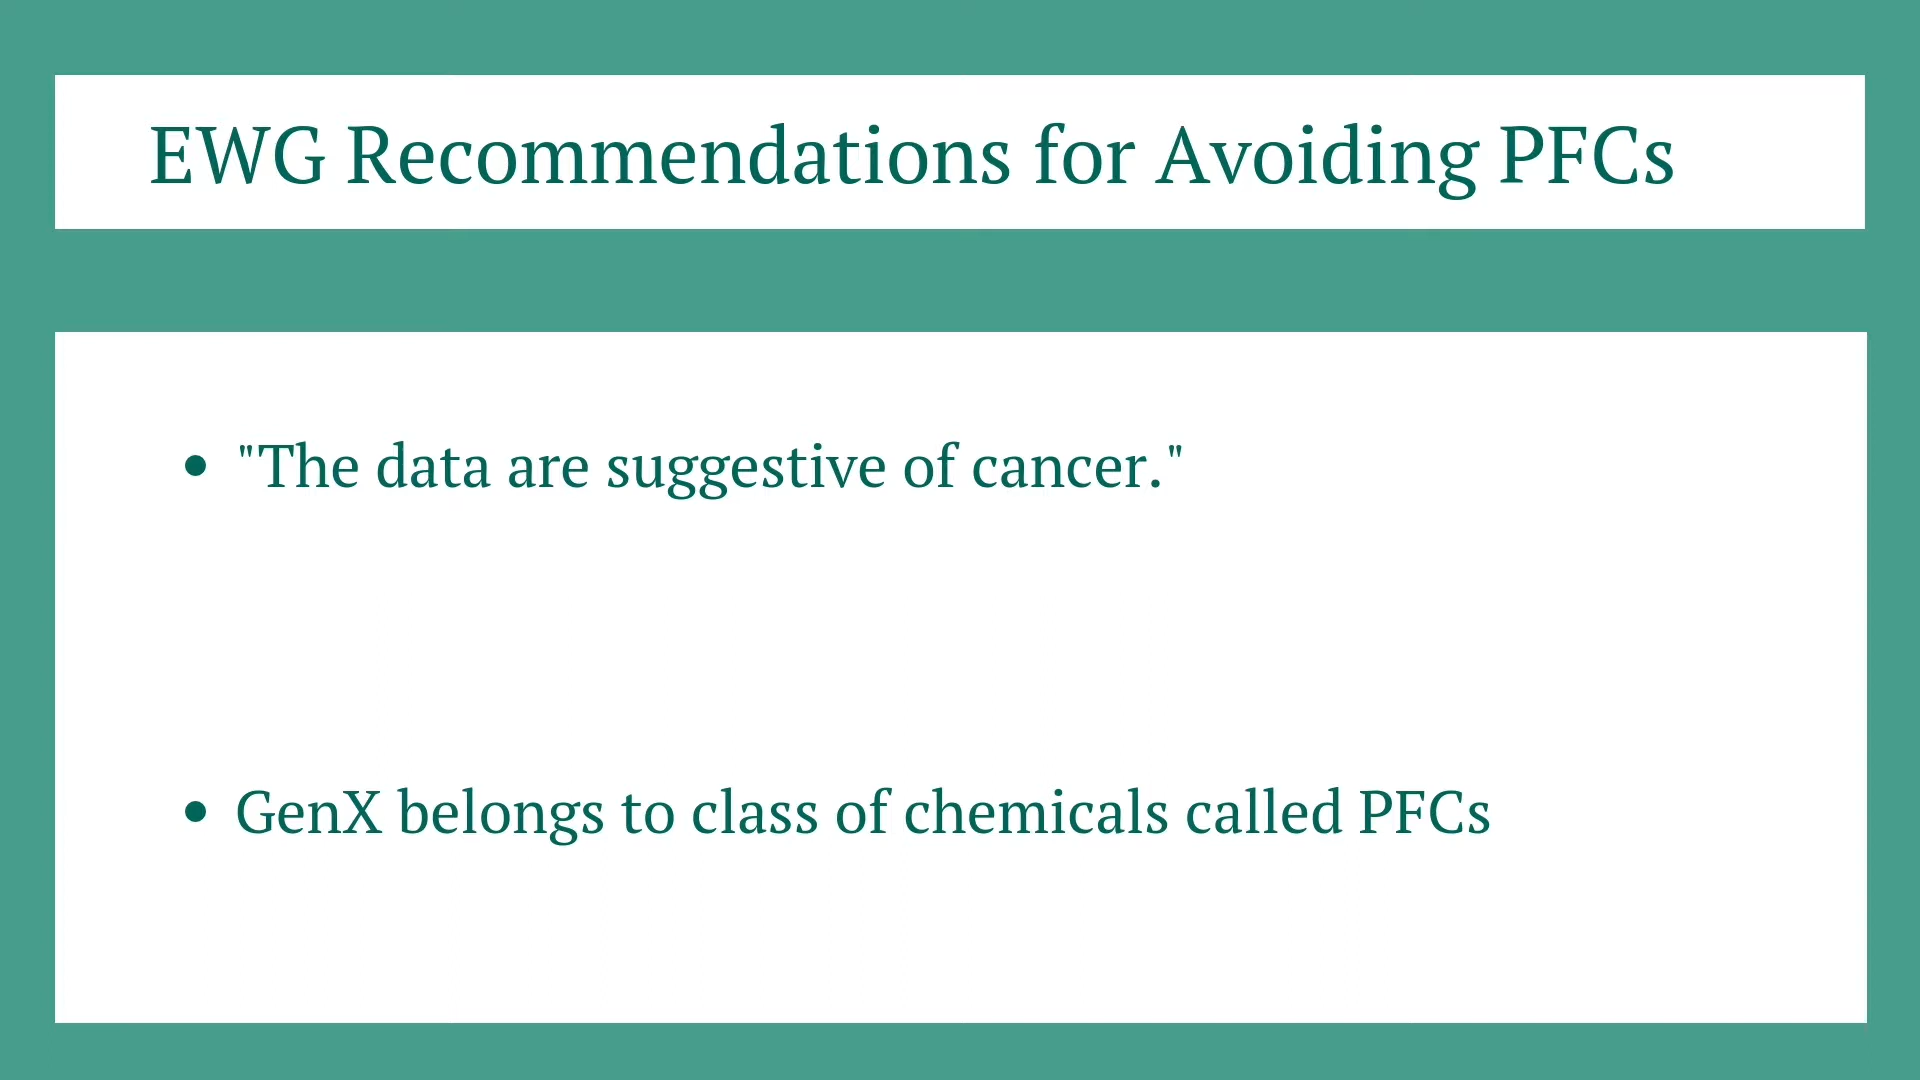 EWG Recommendations for Avoiding PFCs
• "The data are suggestive of cancer."
• GenX belongs to class of chemicals called PFCs